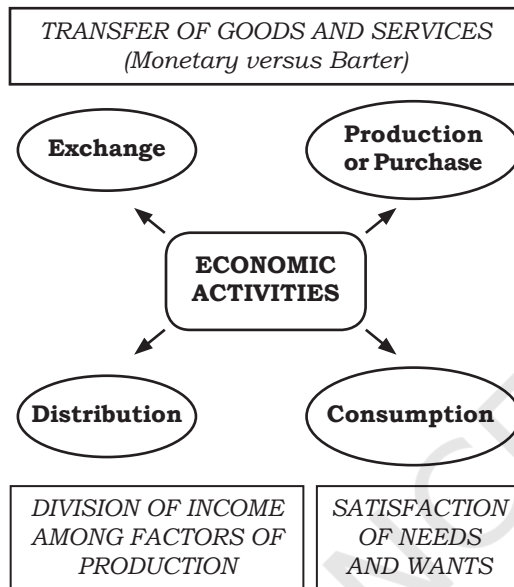 TRANSFER OF GOODS AND SERVICES
(Monetary versus Barter)
Exchange
Production
or Purchase
ECONOMIC
ACTIVITIES
Distribution
Consumption
DIVISION OF INCOME
AMONG FACTORS OF
PRODUCTION
SATISFACTION
OF NEEDS
AND WANTS